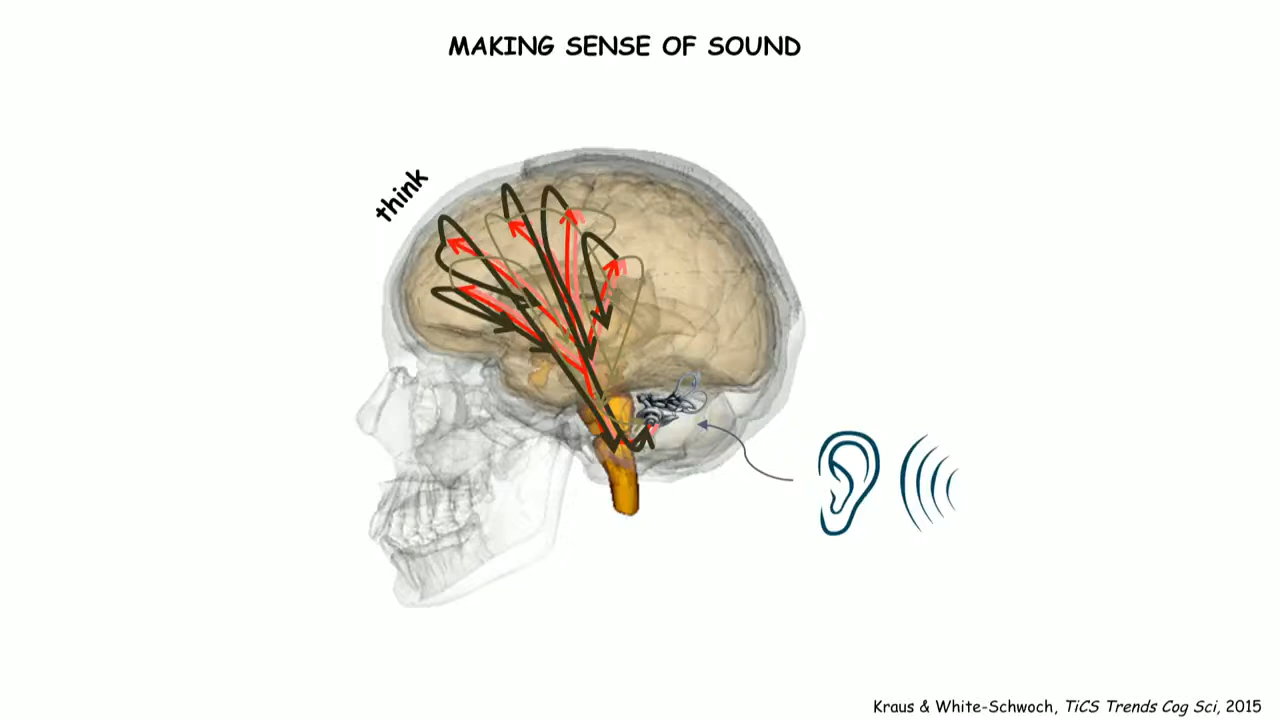 MAKING SENSE OF SOUND
think
Kraus & White-Schwoch, TiCS Trends Cog Sci, 2015